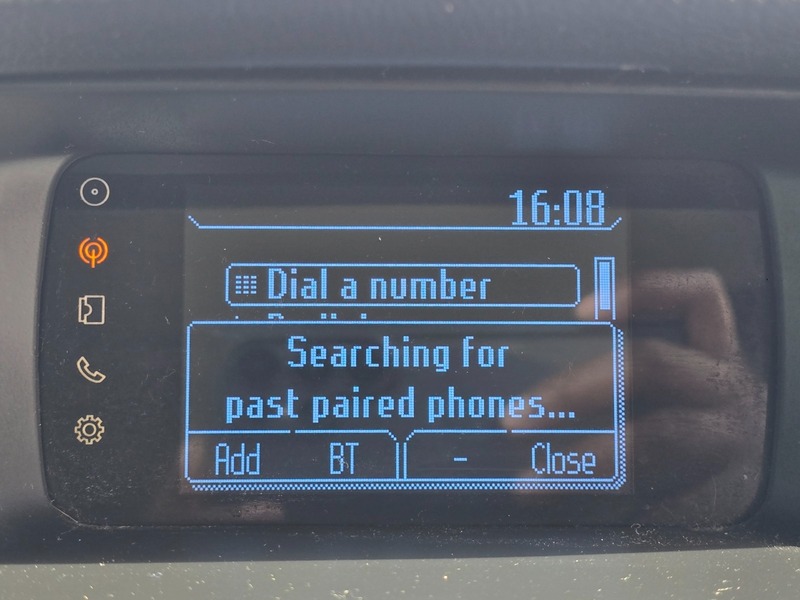 16:08
Dial a number
Searching for
past paired phones...
Add BT - Close